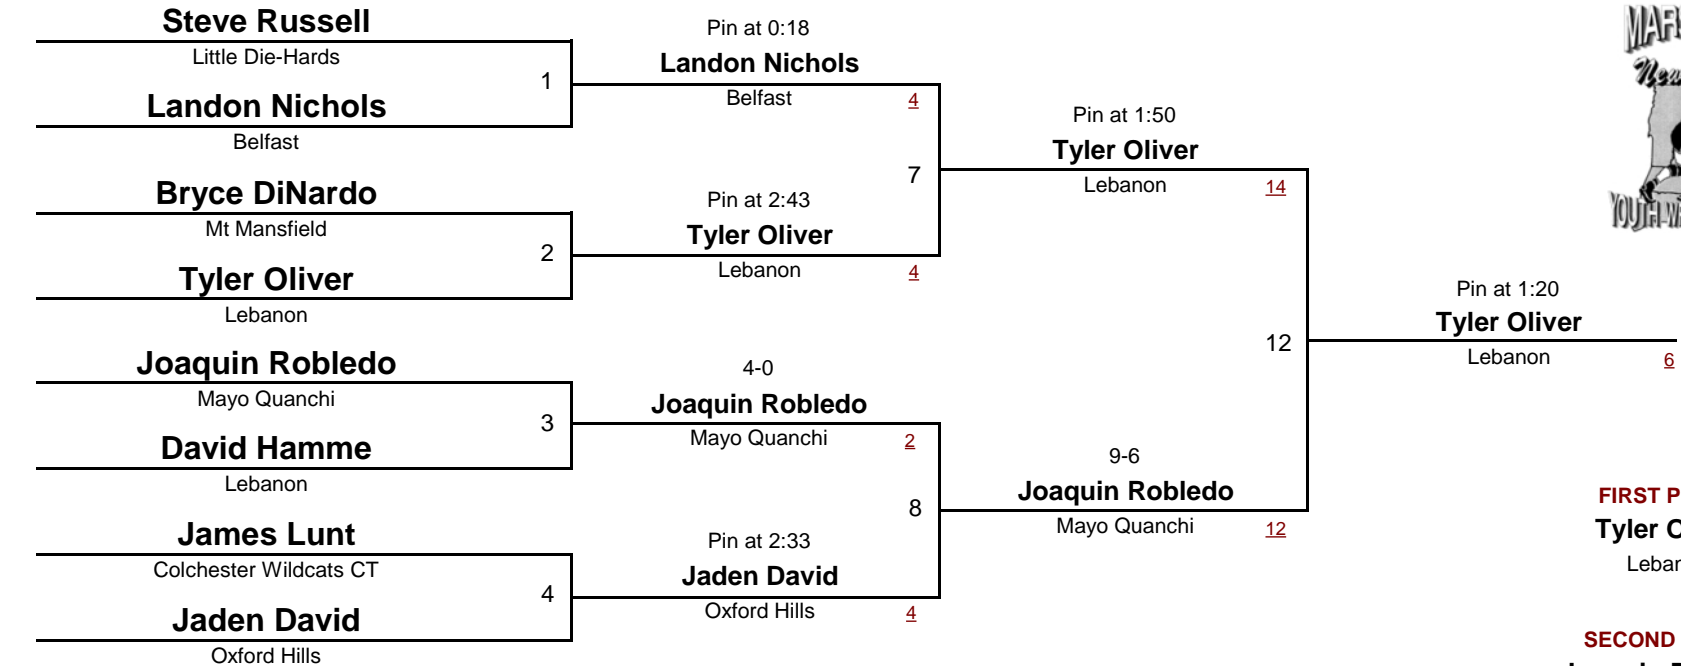 Steve Russell
Little Die-Hards
1
Landon Nichols
Belfast
Bryce DiNardo
Mt Mansfield
2
Tyler Oliver
Lebanon
Joaquin Robledo
Mayo Quanchi
3
David Hamme
Lebanon
James Lunt
Colchester Wildcats CT
4
Jaden David
Oxford Hills
Pin at 0:18
Landon Nichols
Belfast 4
7
Pin at 2:43
Tyler Oliver
Lebanon 4
4-0
Joaquin Robledo
Mayo Quanchi 2
8
Pin at 2:33
Jaden David
Oxford Hills 4
Pin at 1:50
Tyler Oliver
Lebanon 14
12
9-6
Joaquin Robledo
Mayo Quanchi 12
Pin at 1:20
Tyler Oliver
Lebanon 6
FIRST P
Tyler
SECOND